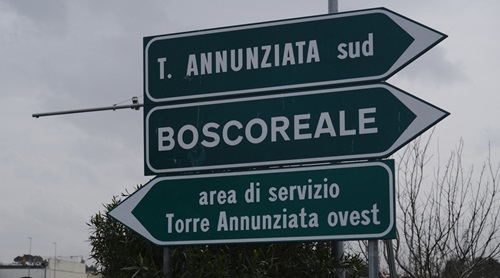 T. ANNUNZIATA sud
BOSCOREALE
area di servizio
Torre Annunziata ovest